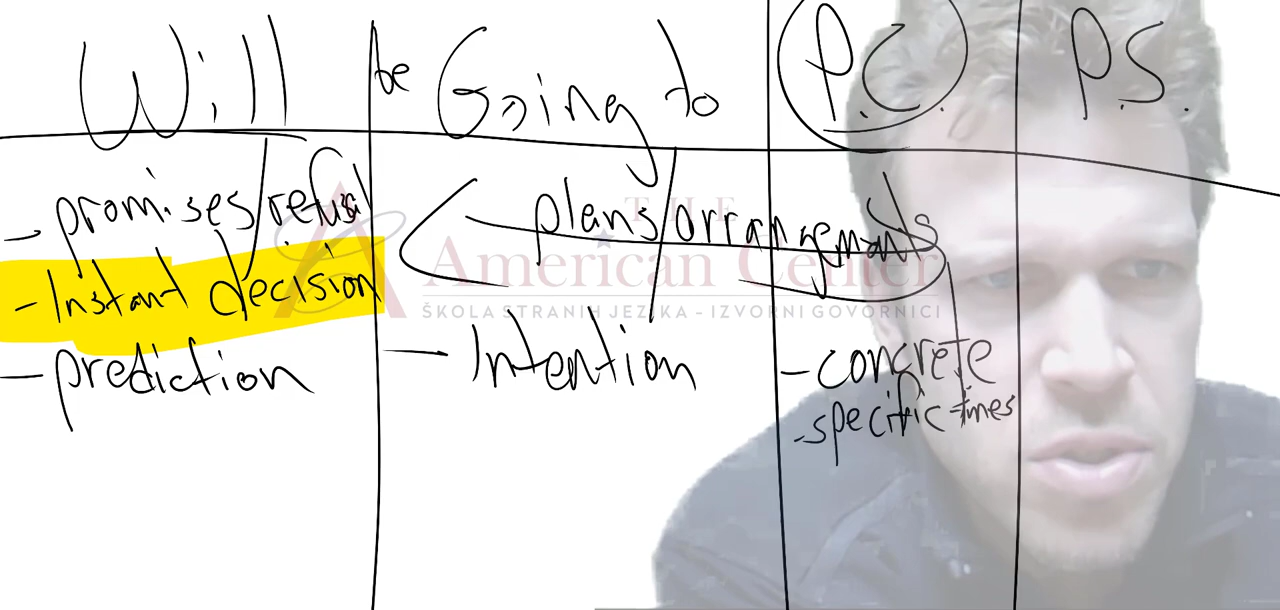 Will
be Going to
P.C.
P.S.
- promises/refusal
- plans/arrangements
- Instant decision
- prediction
- Intention
- concrete
- specific times
THE
American Center
ŠKOLA STRANIH JEZIKA - IZVORNI GOVORNICI